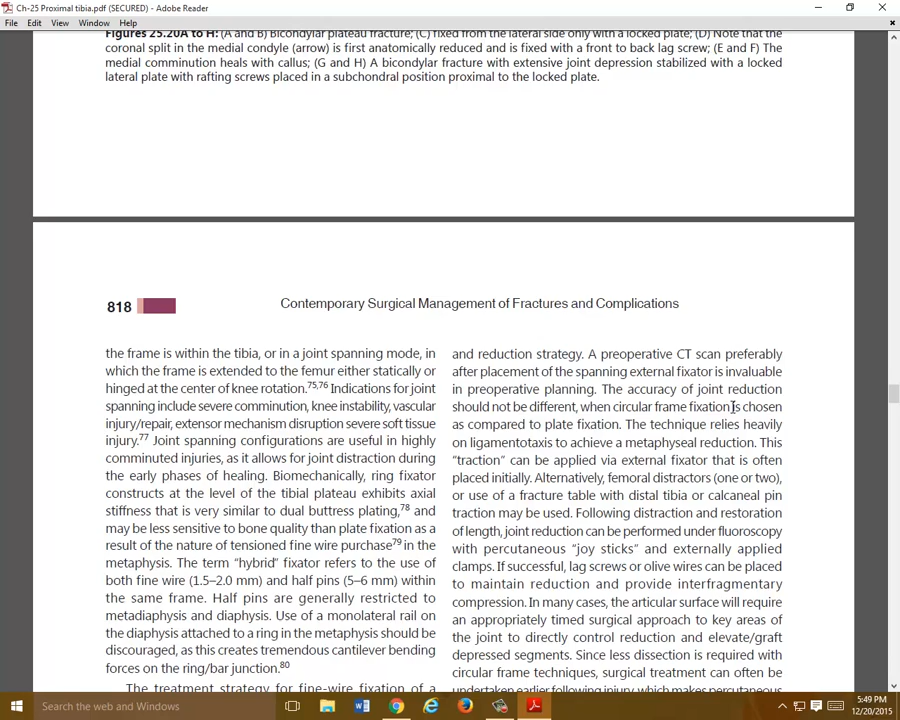 Ch-25 Proximal tibia.pdf (SECURED) - Adobe Reader
File Edit View Window Help
Figures 25.20A to H: (A and B) Bicondylar plateau fracture; (C) fixed from the lateral side only with a locked plate; (D) Note that the
coronal split in the medial condyle (arrow) is first anatomically reduced and is fixed with a front to back lag screw; (E and F) The
medial comminution heals with callus; (G and H) A bicondylar fracture with extensive joint depression stabilized with a locked
lateral plate with rafting screws placed in a subchondral position proximal to the locked plate.
818
Contemporary Surgical Management of Fractures and Complications
the frame is within the tibia, or in a joint spanning mode, in
which the frame is extended to the femur either statically or
hinged at the center of knee rotation.75,76 Indications for joint
spanning include severe comminution, knee instability, vascular
injury/repair, extensor mechanism disruption severe soft tissue
injury.77 Joint spanning configurations are useful in highly
comminuted injuries, as it allows for joint distraction during
the early phases of healing. Biomechanically, ring fixator
constructs at the level of the tibial plateau exhibits axial
stiffness that is very similar to dual buttress plating,78 and
may be less sensitive to bone quality than plate fixation as a
result of the nature of tensioned fine wire purchase79 in the
metaphysis. The term “hybrid” fixator refers to the use of
both fine wire (1.5–2.0 mm) and half pins (5–6 mm) within
the same frame. Half pins are generally restricted to
metadiaphysis and diaphysis. Use of a monolateral rail on
the diaphysis attached to a ring in the metaphysis should be
discouraged, as this creates tremendous cantilever bending
forces on the ring/bar junction.80
The treatment strategy for fine-wire fixation of a
and reduction strategy. A preoperative CT scan preferably
after placement of the spanning external fixator is invaluable
in preoperative planning. The accuracy of joint reduction
should not be different, when circular frame fixation is chosen
as compared to plate fixation. The technique relies heavily
on ligamentotaxis to achieve a metaphyseal reduction. This
“traction” can be applied via external fixator that is often
placed initially. Alternatively, femoral distractors (one or two),
or use of a fracture table with distal tibia or calcaneal pin
traction may be used. Following distraction and restoration
of length, joint reduction can be performed under fluoroscopy
with percutaneous “joy sticks” and externally applied
clamps. If successful, lag screws or olive wires can be placed
to maintain reduction and provide interfragmentary
compression. In many cases, the articular surface will require
an appropriately timed surgical approach to key areas of
the joint to directly control reduction and elevate/graft
depressed segments. Since less dissection is required with
circular frame techniques, surgical treatment can often be
undertaken earlier following injury, which makes percutaneous
Search the web and Windows
5:49 PM
12/20/2015